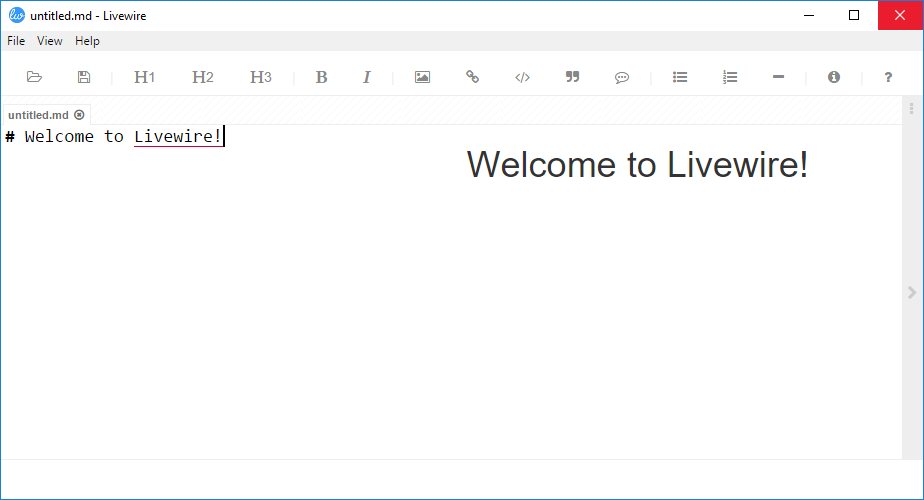 untitled.md - Livewire
File View Help
H1 H2 H3 B I ?
untitled.md
# Welcome to Livewire!
Welcome to Livewire!